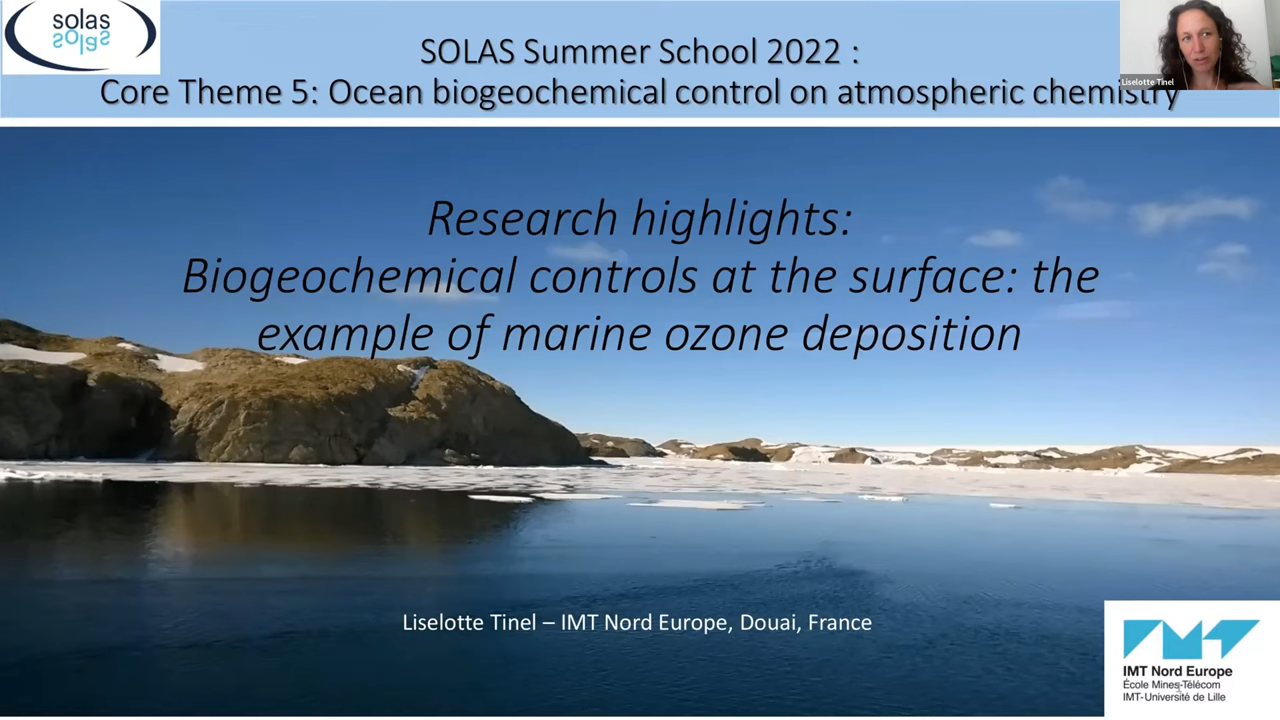 solas
SOLAS Summer School 2022 :
Core Theme 5: Ocean biogeochemical control on atmospheric chemistry
Liselotte Tinel
Research highlights:
Biogeochemical controls at the surface: the
example of marine ozone deposition
Liselotte Tinel – IMT Nord Europe, Douai, France
IMT Nord Europe
École Mines-Télécom
IMT-Université de Lille